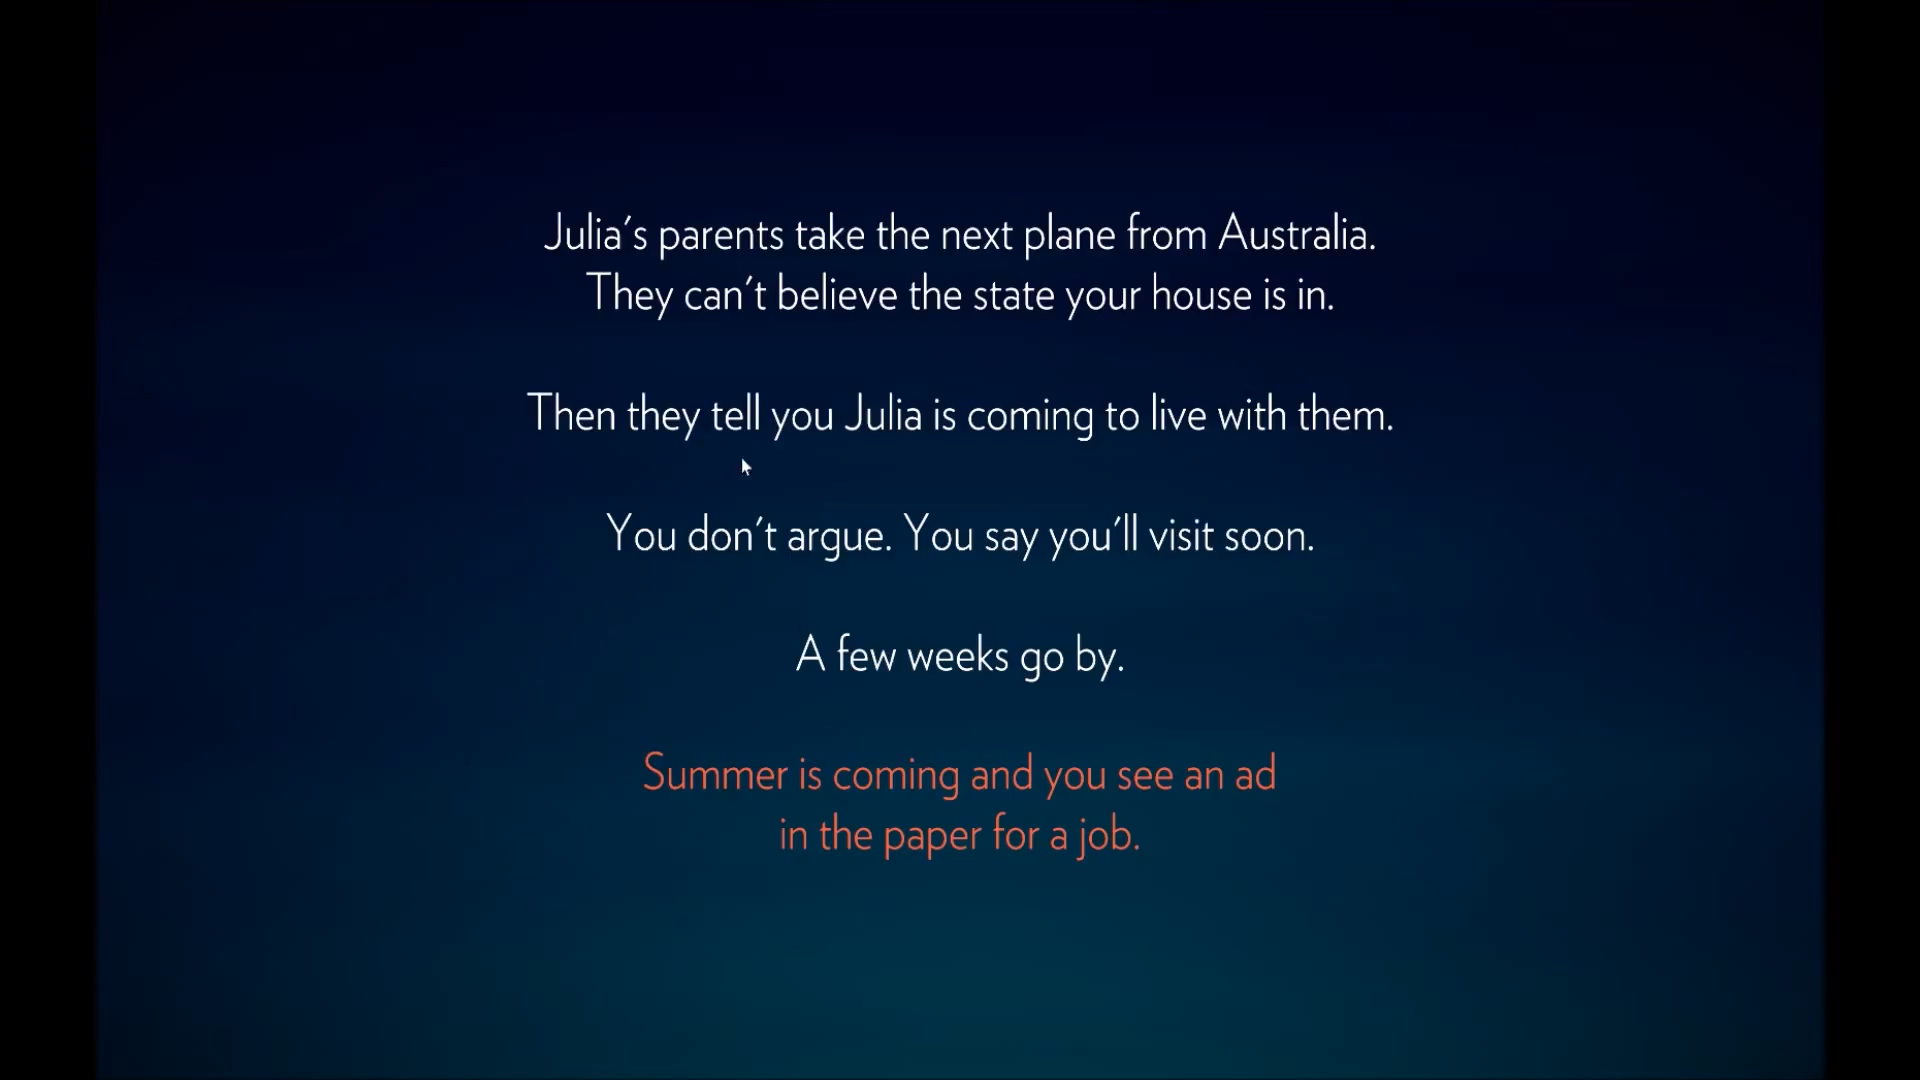 Julia's parents take the next plane from Australia.
They can't believe the state your house is in.
Then they tell you Julia is coming to live with them.
You don't argue. You say you'll visit soon.
A few weeks go by.
Summer is coming and you see an ad
in the paper for a job.